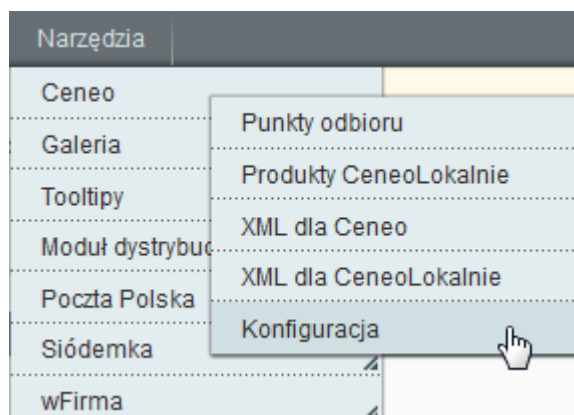 Narzędzia
Ceneo
Galeria
Tooltipy
Moduł
Poczta Polska
Siódemka
wFirma
Punkty odbioru
Produkty CeneoLokalnie
XML dla Ceneo
XML dla CeneoLokalnie
Konfiguracja